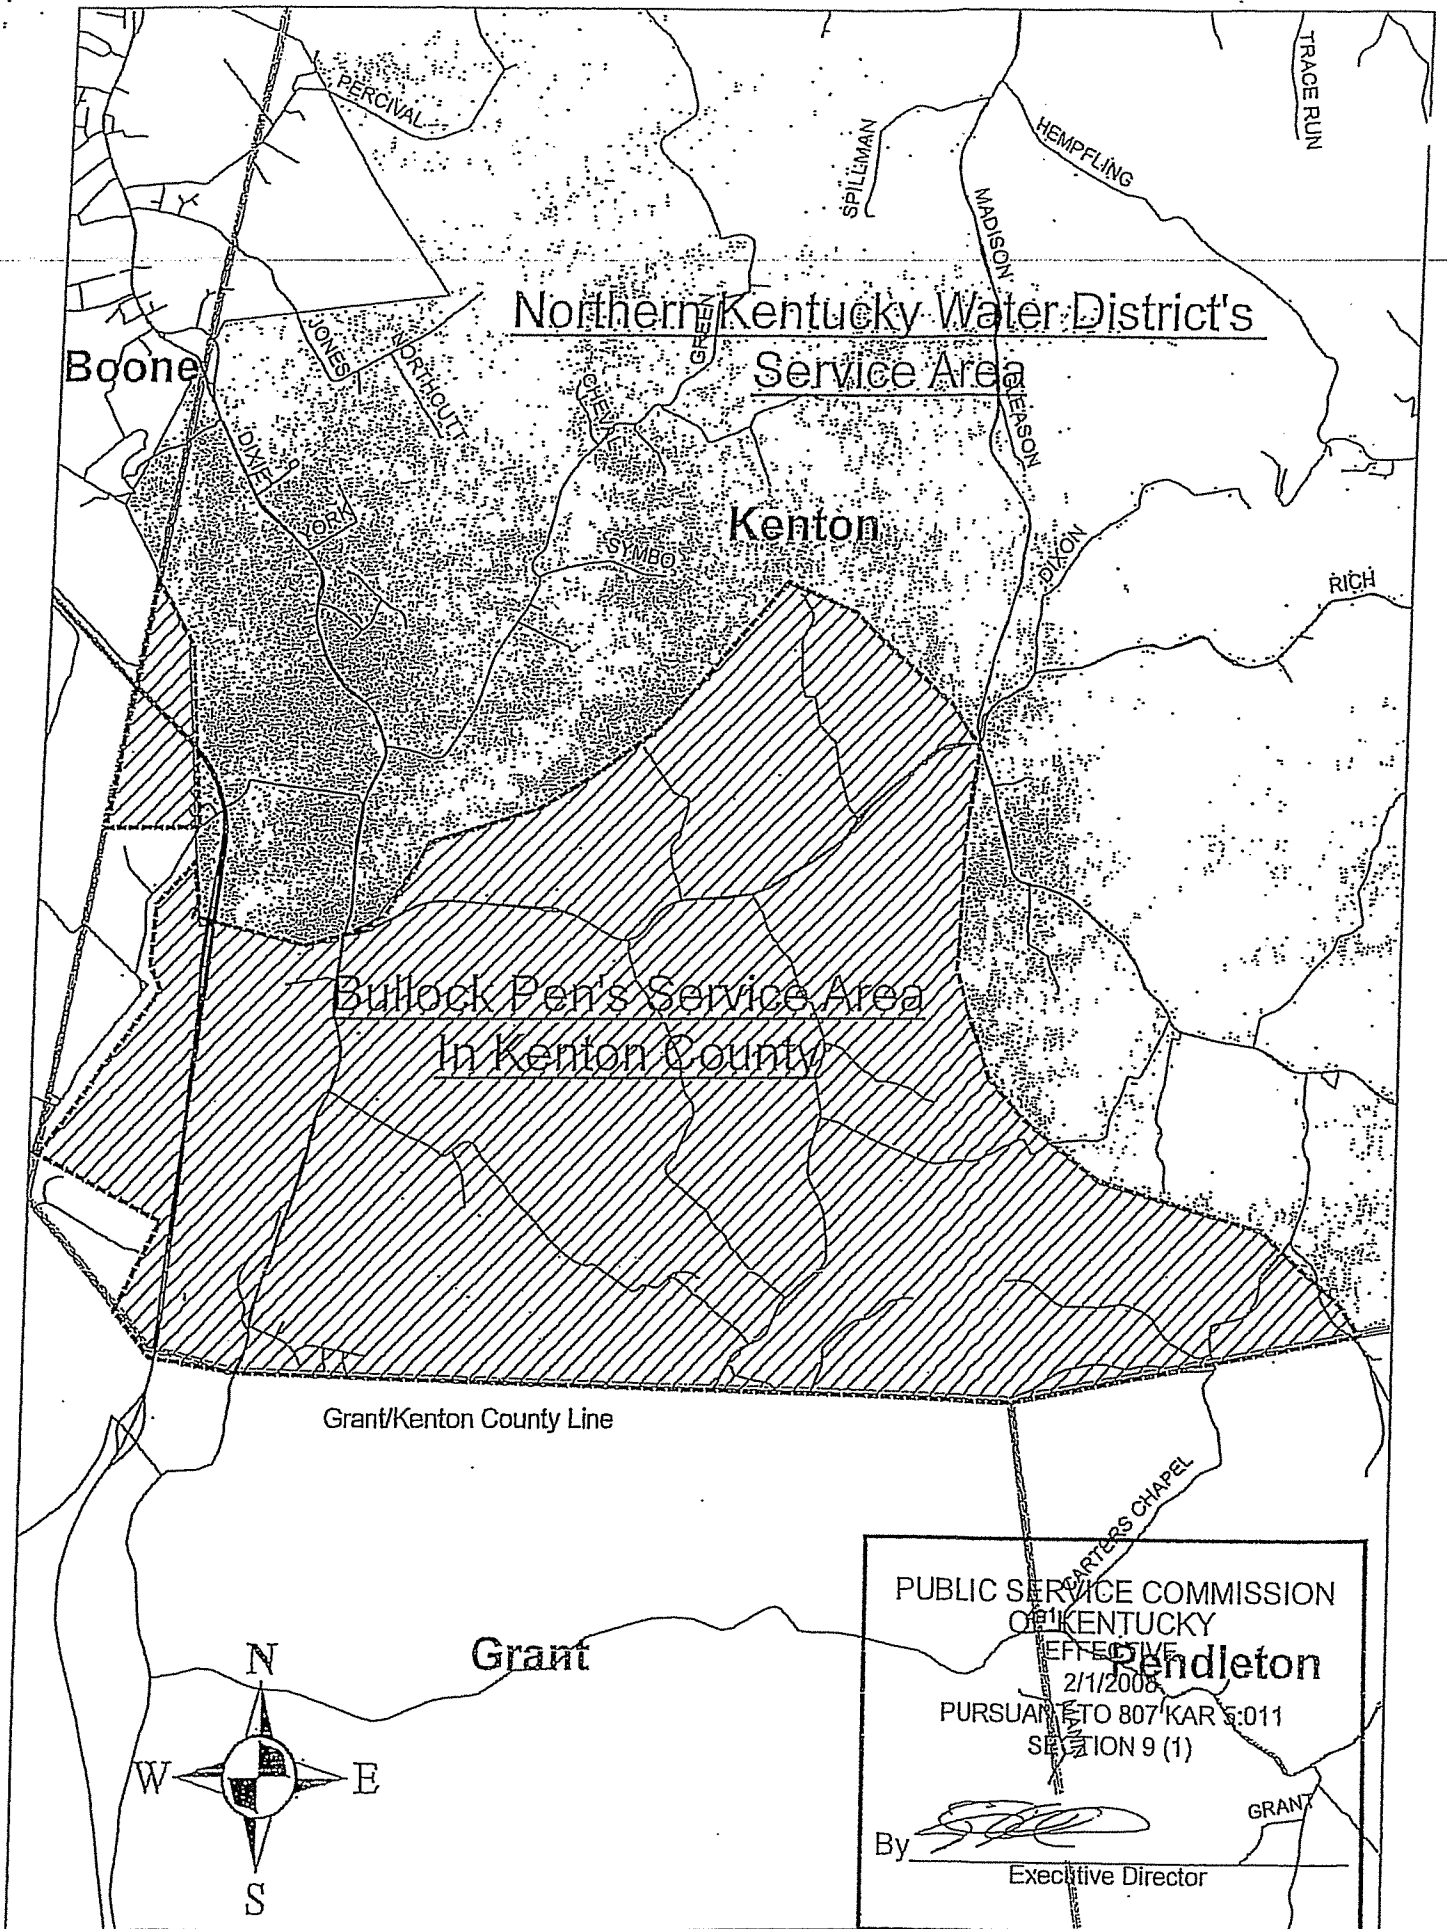 PERCIVAL
TRACE RUN
SPILLMAN
HEMPFLING
MADISON
Northern Kentucky Water District's
Service Area
GREEN
JONES
NORTHCUTT
Boone
GLEASON
DIXIE
YORK
SYMBO
Kenton
DIXON
RICH
Bullock Pen's Service Area
In Kenton County
Grant/Kenton County Line
CARTERS CHAPEL
PUBLIC SERVICE COMMISSION
OF KENTUCKY
EFFECTIVE
2/1/2008
PURSUANT TO 807 KAR 5:011
SECTION 9 (1)
Grant
Pendleton
N
W
E
S
GRANT
By
Executive Director